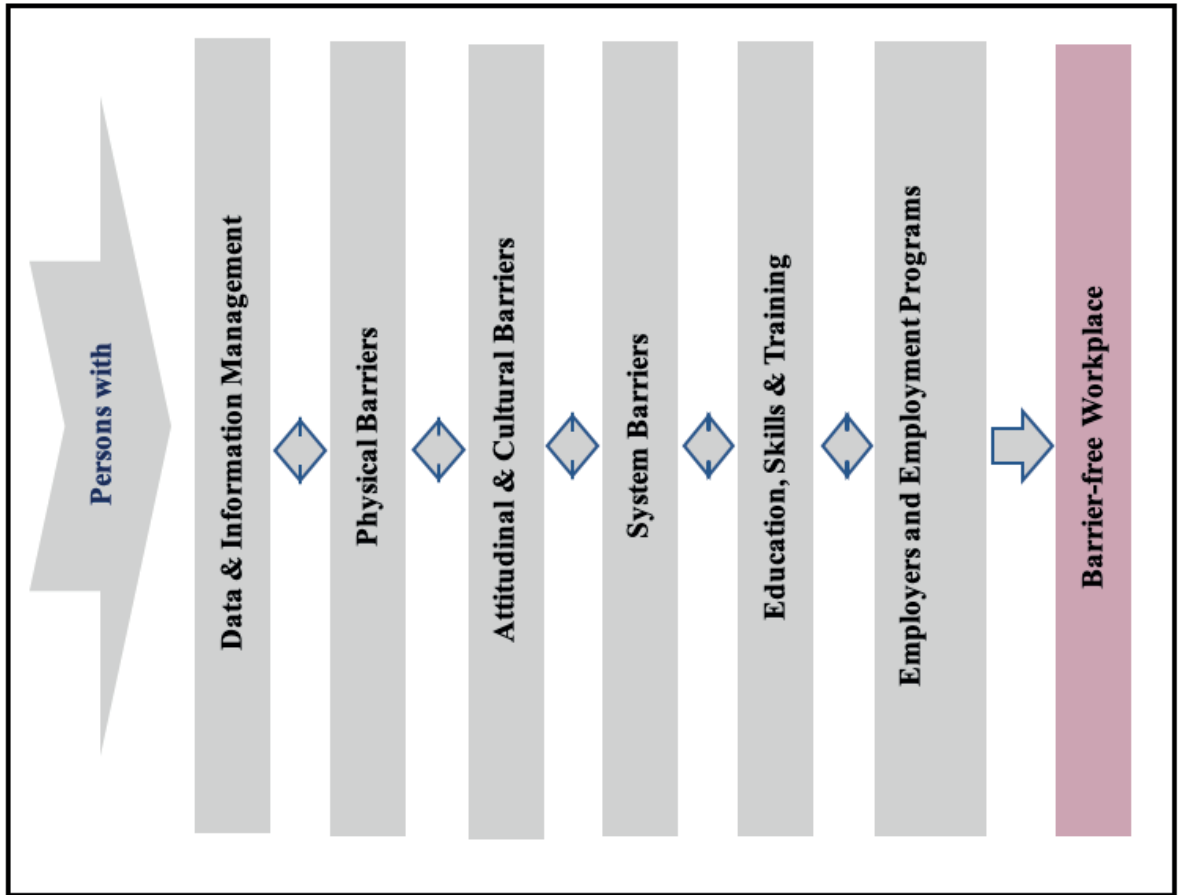 Persons with
Data & Information Management
Physical Barriers
Attitudinal & Cultural Barriers
System Barriers
Education, Skills & Training
Employers and Employment Programs
Barrier-free Workplace